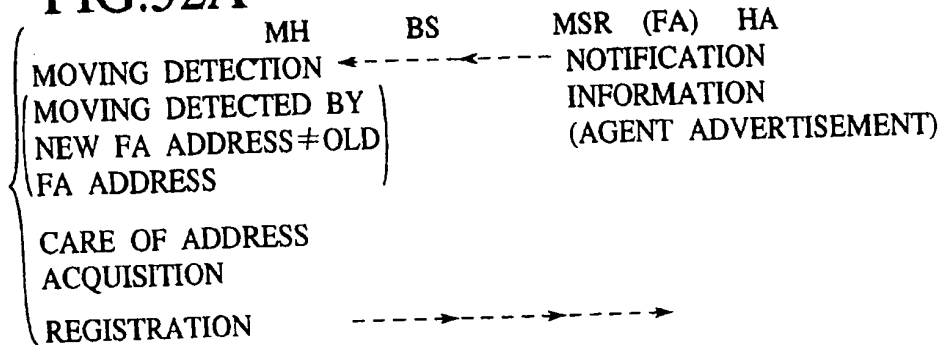 FIG.52A
MH BS MSR (FA) HA
MOVING DETECTION NOTIFICATION
MOVING DETECTED BY INFORMATION
NEW FA ADDRESS≠OLD (AGENT ADVERTISEMENT)
FA ADDRESS
CARE OF ADDRESS
ACQUISITION
REGISTRATION